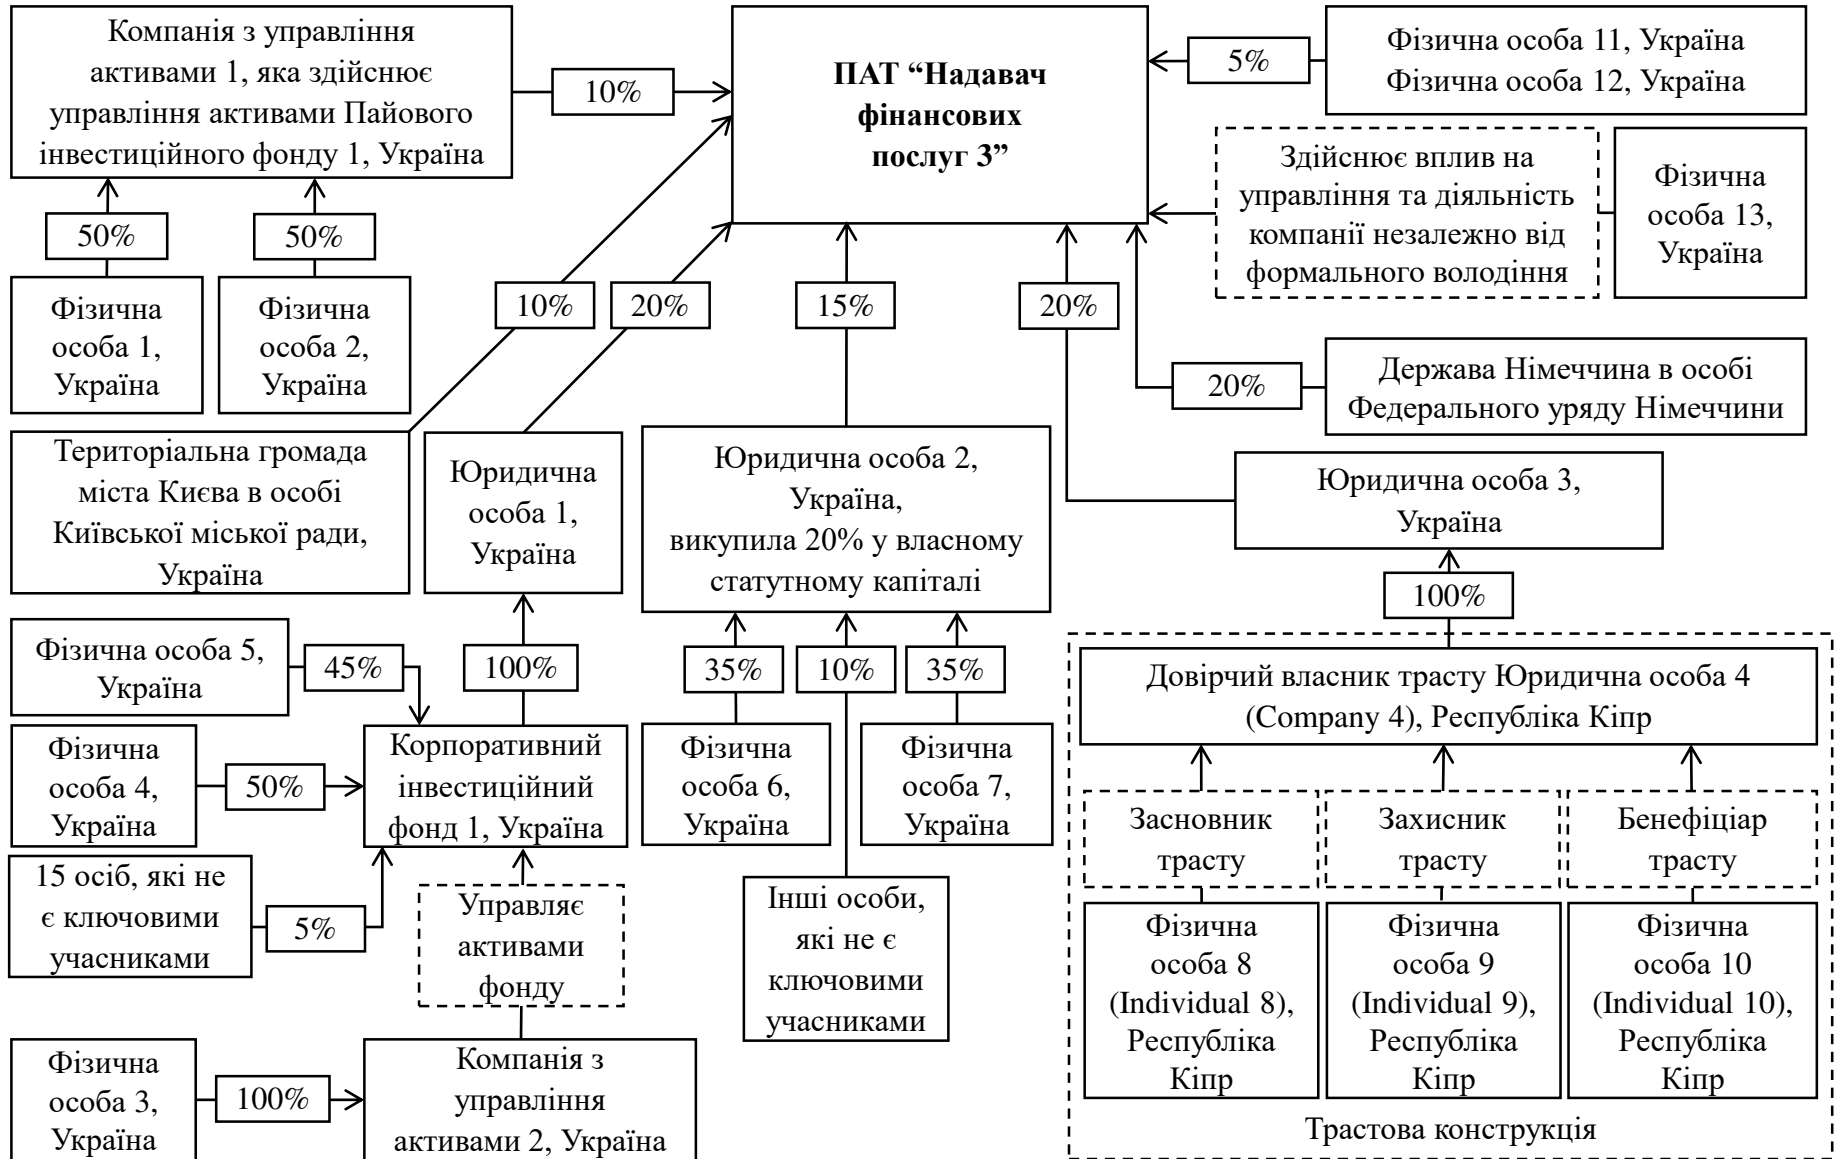 Компанія з управління
активами 1, яка здійснює
управління активами Пайового
інвестиційного фонду 1, Україна
10%
ПАТ “Надавач
фінансових
послуг 3”
5%
Фізична особа 11, Україна
Фізична особа 12, Україна
Здійснює вплив на
управління та діяльність
компанії незалежно від
формального володіння
Фізична
особа 13,
Україна
50%
50%
Фізична
особа 1,
Україна
Фізична
особа 2,
Україна
10%
20%
15%
20%
20%
Держава Німеччина в особі
Федерального уряду Німеччини
Територіальна громада
міста Києва в особі
Київської міської ради,
Україна
Юридична
особа 1,
Україна
Юридична особа 2,
Україна,
викупила 20% у власному
статутному капіталі
Юридична особа 3,
Україна
100%
Фізична особа 5,
Україна
45%
100%
35%
10%
35%
Довірчий власник трасту Юридична особа 4
(Company 4), Республіка Кіпр
Фізична
особа 4,
Україна
50%
Корпоративний
інвестиційний
фонд 1, Україна
Фізична
особа 6,
Україна
Фізична
особа 7,
Україна
Засновник
трасту
Захисник
трасту
Бенефіціар
трасту
15 осіб, які не
є ключовими
учасниками
5%
Управляє
активами
фонду
Інші особи,
які не є
ключовими
учасниками
Фізична
особа 8
(Individual 8),
Республіка
Кіпр
Фізична
особа 9
(Individual 9),
Республіка
Кіпр
Фізична
особа 10
(Individual 10),
Республіка
Кіпр
Фізична
особа 3,
Україна
100%
Компанія з
управління
активами 2, Україна
Трастова конструкція